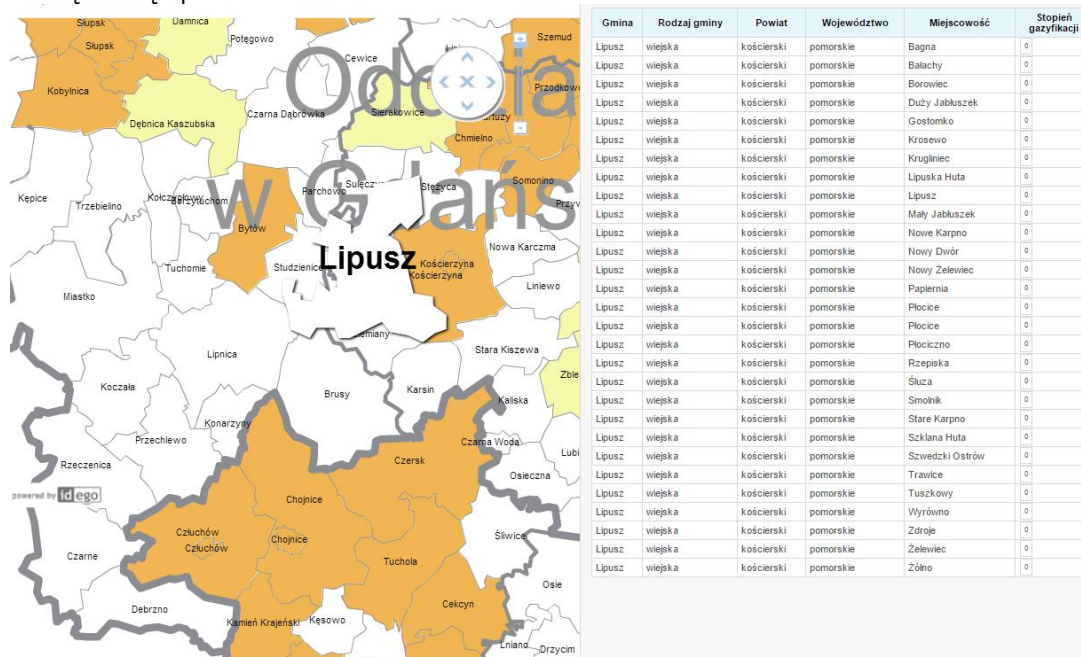 Słupsk
Słupsk
Damnica
Potęgowo
Cewice
Szemud
Kobylnica
Dębnica Kaszubska
Czarna Dąbrówka
Sierakowice
Chmielno
Somonino
w Gdańs
Kępice
Trzebielino
Kołczygłowy
Borzytuchom
Bytów
Parchowo
Stężyca
Tuchomie
Studzienice
Lipusz
Kościerzyna
Kościerzyna
Nowa Karczma
Liniewo
Miastko
Lipnica
Stara Kiszewa
Koczała
Brusy
Karsin
Kaliska
Zble
Konarzyny
Przechlewo
Czarna Woda
Lubi
Rzeczenica
Czersk
Osieczna
powered by idego
Chojnice
Człuchów
Człuchów
Chojnice
Śliwice
Czarne
Tuchola
Osie
Debrzno
Cekcyn
Kamień Krajeński
Kęsowo
Lniano
Drzycim
Gmina Rodzaj gminy Powiat Województwo Miejscowość Stopień gazyfikacji
Lipusz wiejska kościerski pomorskie Bagna 0
Lipusz wiejska kościerski pomorskie Bałachy 0
Lipusz wiejska kościerski pomorskie Borowiec 0
Lipusz wiejska kościerski pomorskie Duży Jabłuszek 0
Lipusz wiejska kościerski pomorskie Gostomko 0
Lipusz wiejska kościerski pomorskie Krosewo 0
Lipusz wiejska kościerski pomorskie Krugliniec 0
Lipusz wiejska kościerski pomorskie Lipuska Huta 0
Lipusz wiejska kościerski pomorskie Lipusz 0
Lipusz wiejska kościerski pomorskie Mały Jabłuszek 0
Lipusz wiejska kościerski pomorskie Nowe Karpno 0
Lipusz wiejska kościerski pomorskie Nowy Dwór 0
Lipusz wiejska kościerski pomorskie Nowy Żelewiec 0
Lipusz wiejska kościerski pomorskie Papiernia 0
Lipusz wiejska kościerski pomorskie Płocice 0
Lipusz wiejska kościerski pomorskie Płocice 0
Lipusz wiejska kościerski pomorskie Płociczno 0
Lipusz wiejska kościerski pomorskie Rzepiska 0
Lipusz wiejska kościerski pomorskie Śluza 0
Lipusz wiejska kościerski pomorskie Smolnik 0
Lipusz wiejska kościerski pomorskie Stare Karpno 0
Lipusz wiejska kościerski pomorskie Szklana Huta 0
Lipusz wiejska kościerski pomorskie Szwedzki Ostrów 0
Lipusz wiejska kościerski pomorskie Trawice 0
Lipusz wiejska kościerski pomorskie Tuszkowy 0
Lipusz wiejska kościerski pomorskie Wyrówno 0
Lipusz wiejska kościerski pomorskie Zdroje 0
Lipusz wiejska kościerski pomorskie Żelewiec 0
Lipusz wiejska kościerski pomorskie Żółno 0